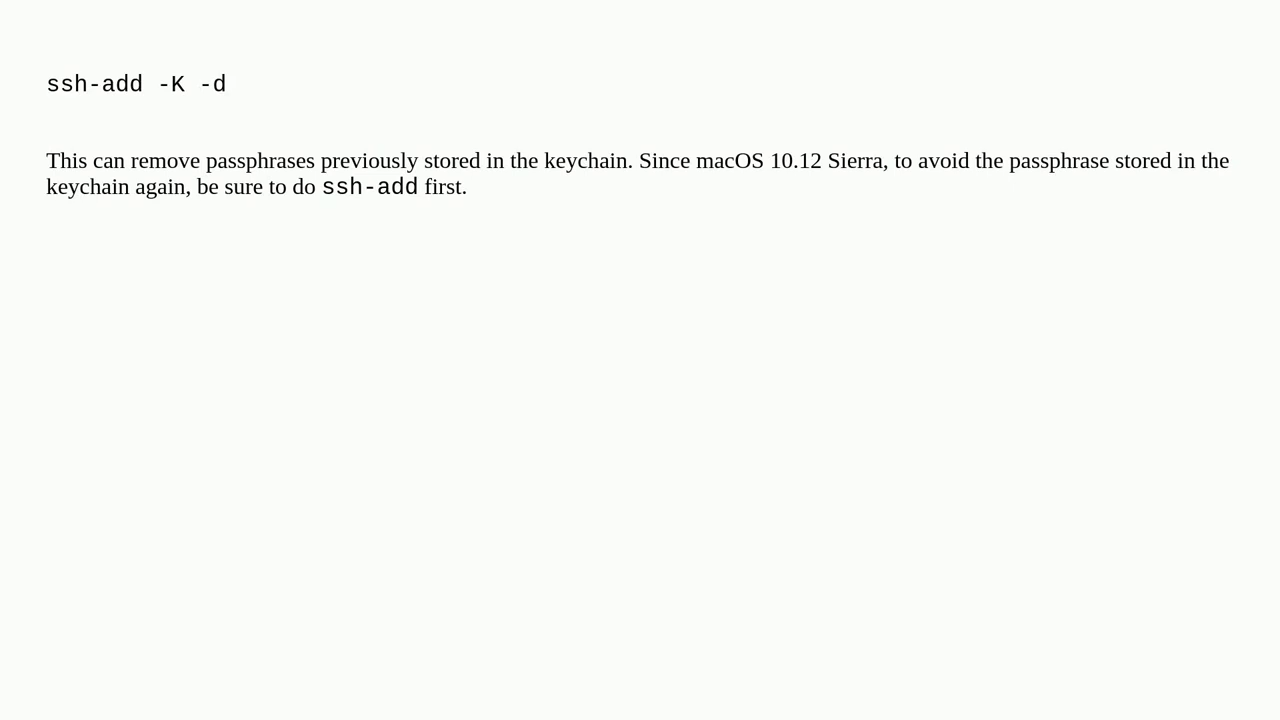 ssh-add -K -d
This can remove passphrases previously stored in the keychain. Since macOS 10.12 Sierra, to avoid the passphrase stored in the
keychain again, be sure to do ssh-add first.